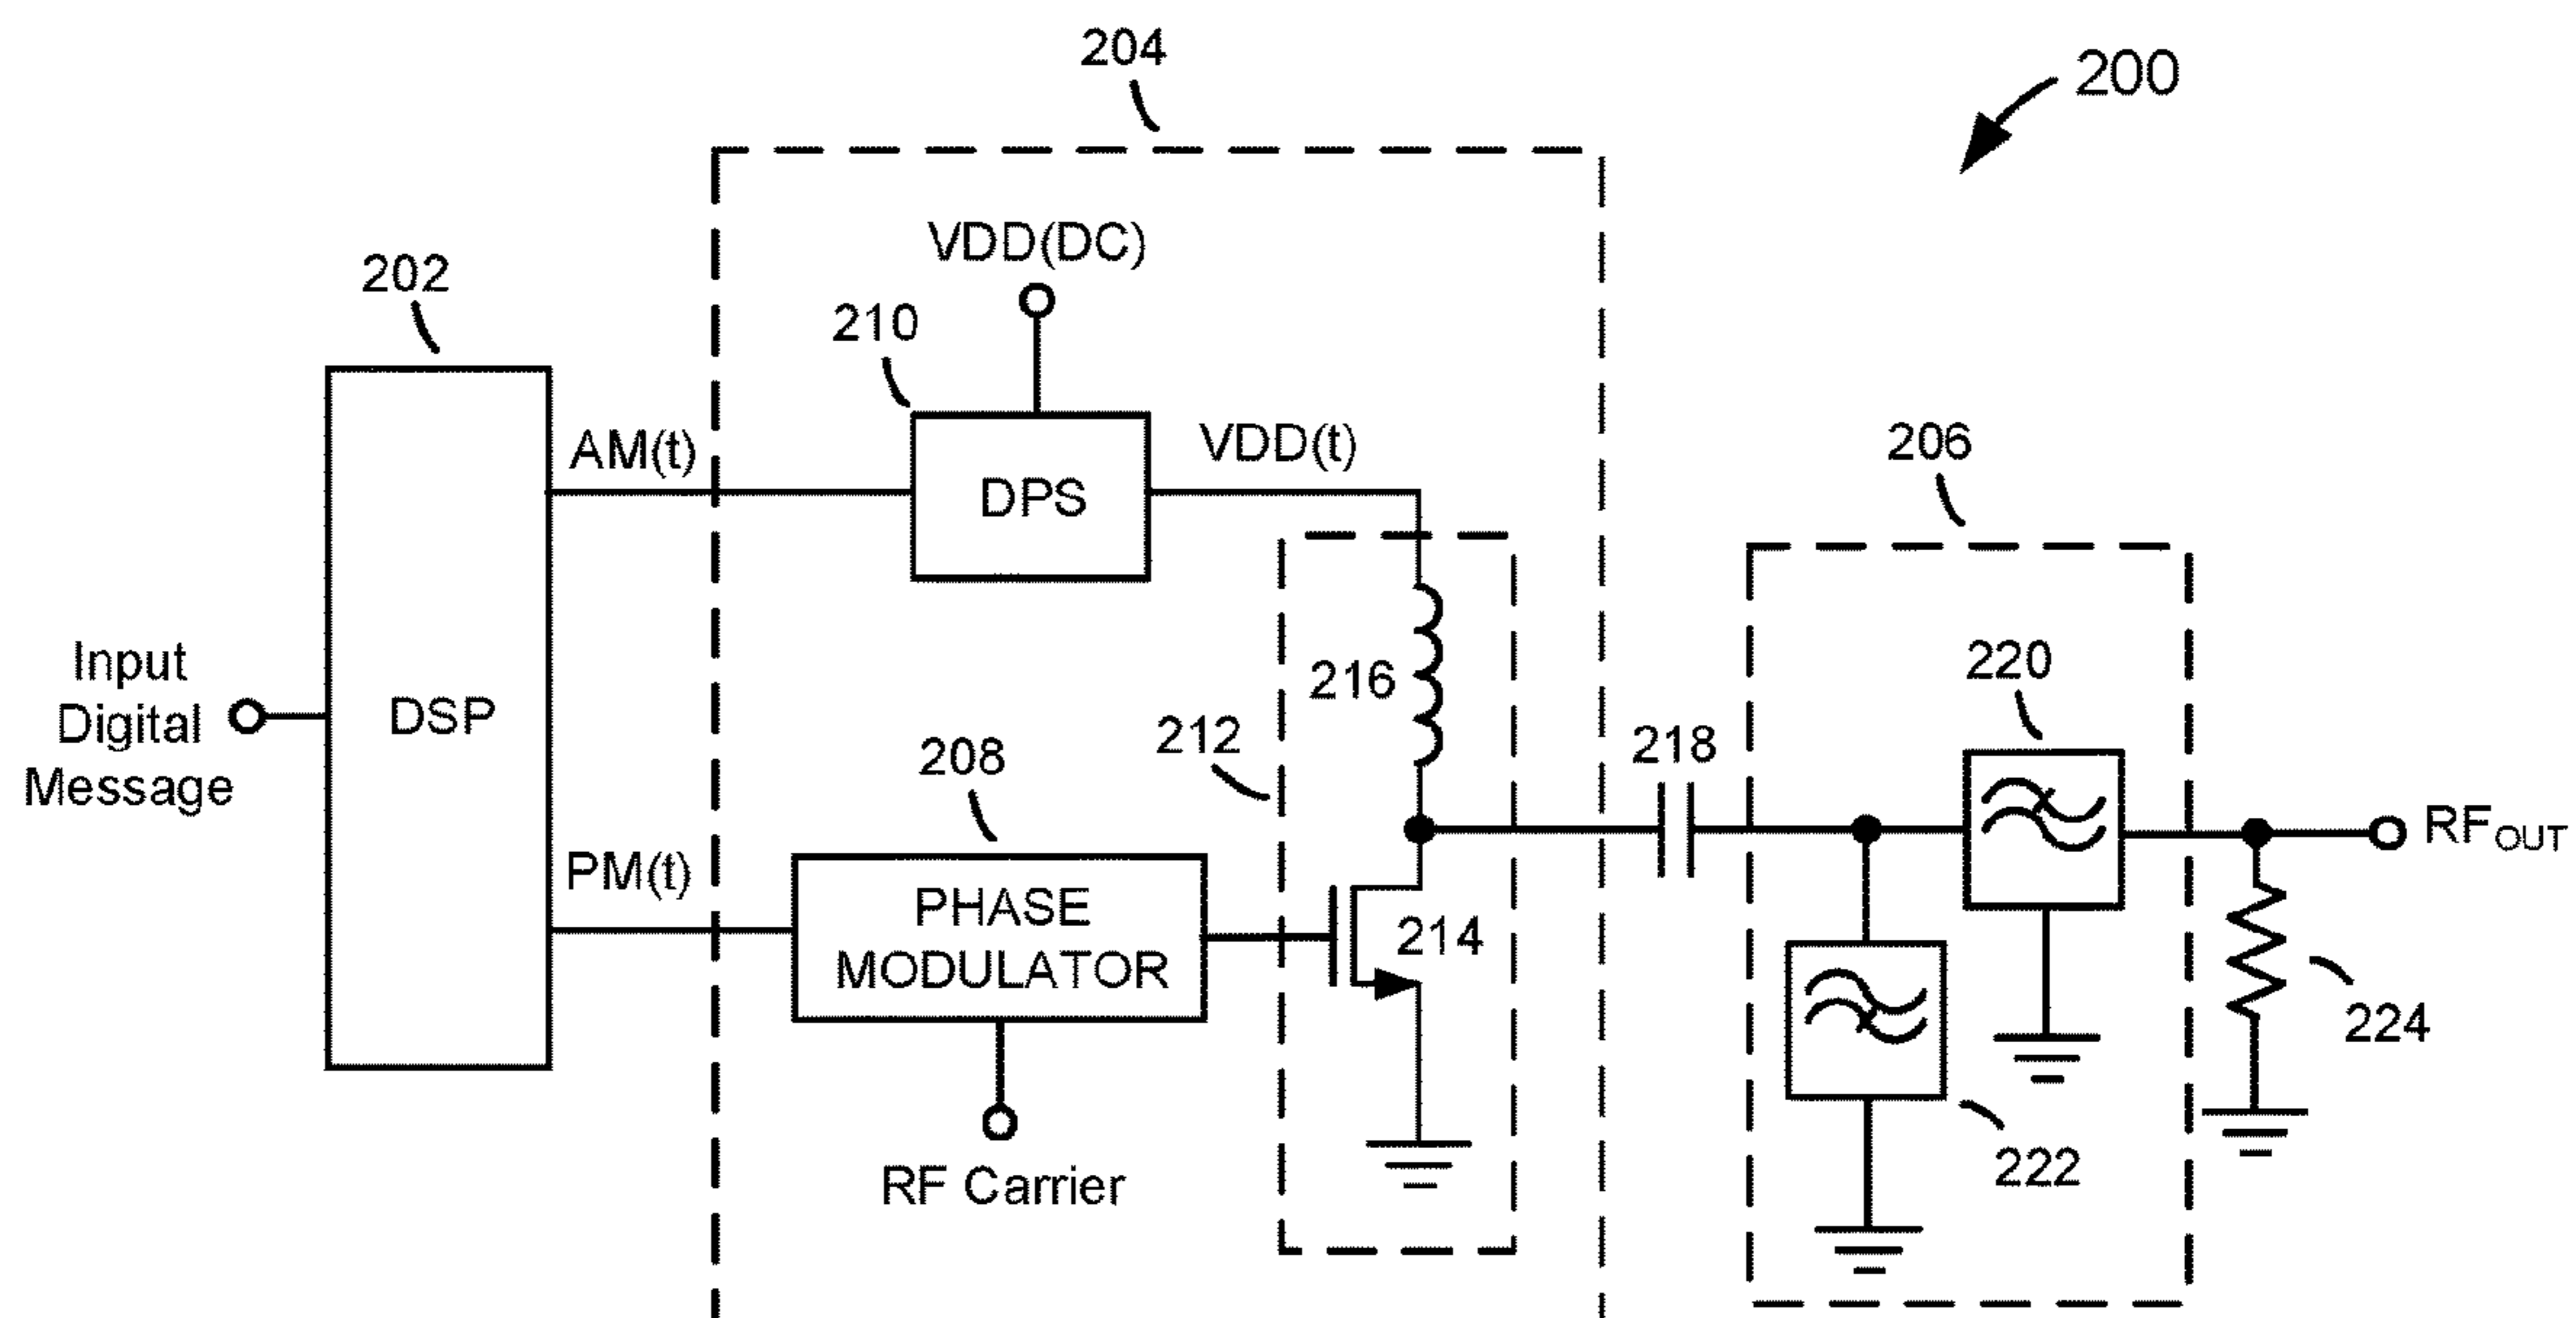 204
200
VDD(DC)
202
210
AM(t)
VDD(t)
206
DPS
Input
Digital
Message
DSP
216
220
212
218
208
RF_OUT
PM(t)
PHASE
MODULATOR
214
224
RF Carrier
222